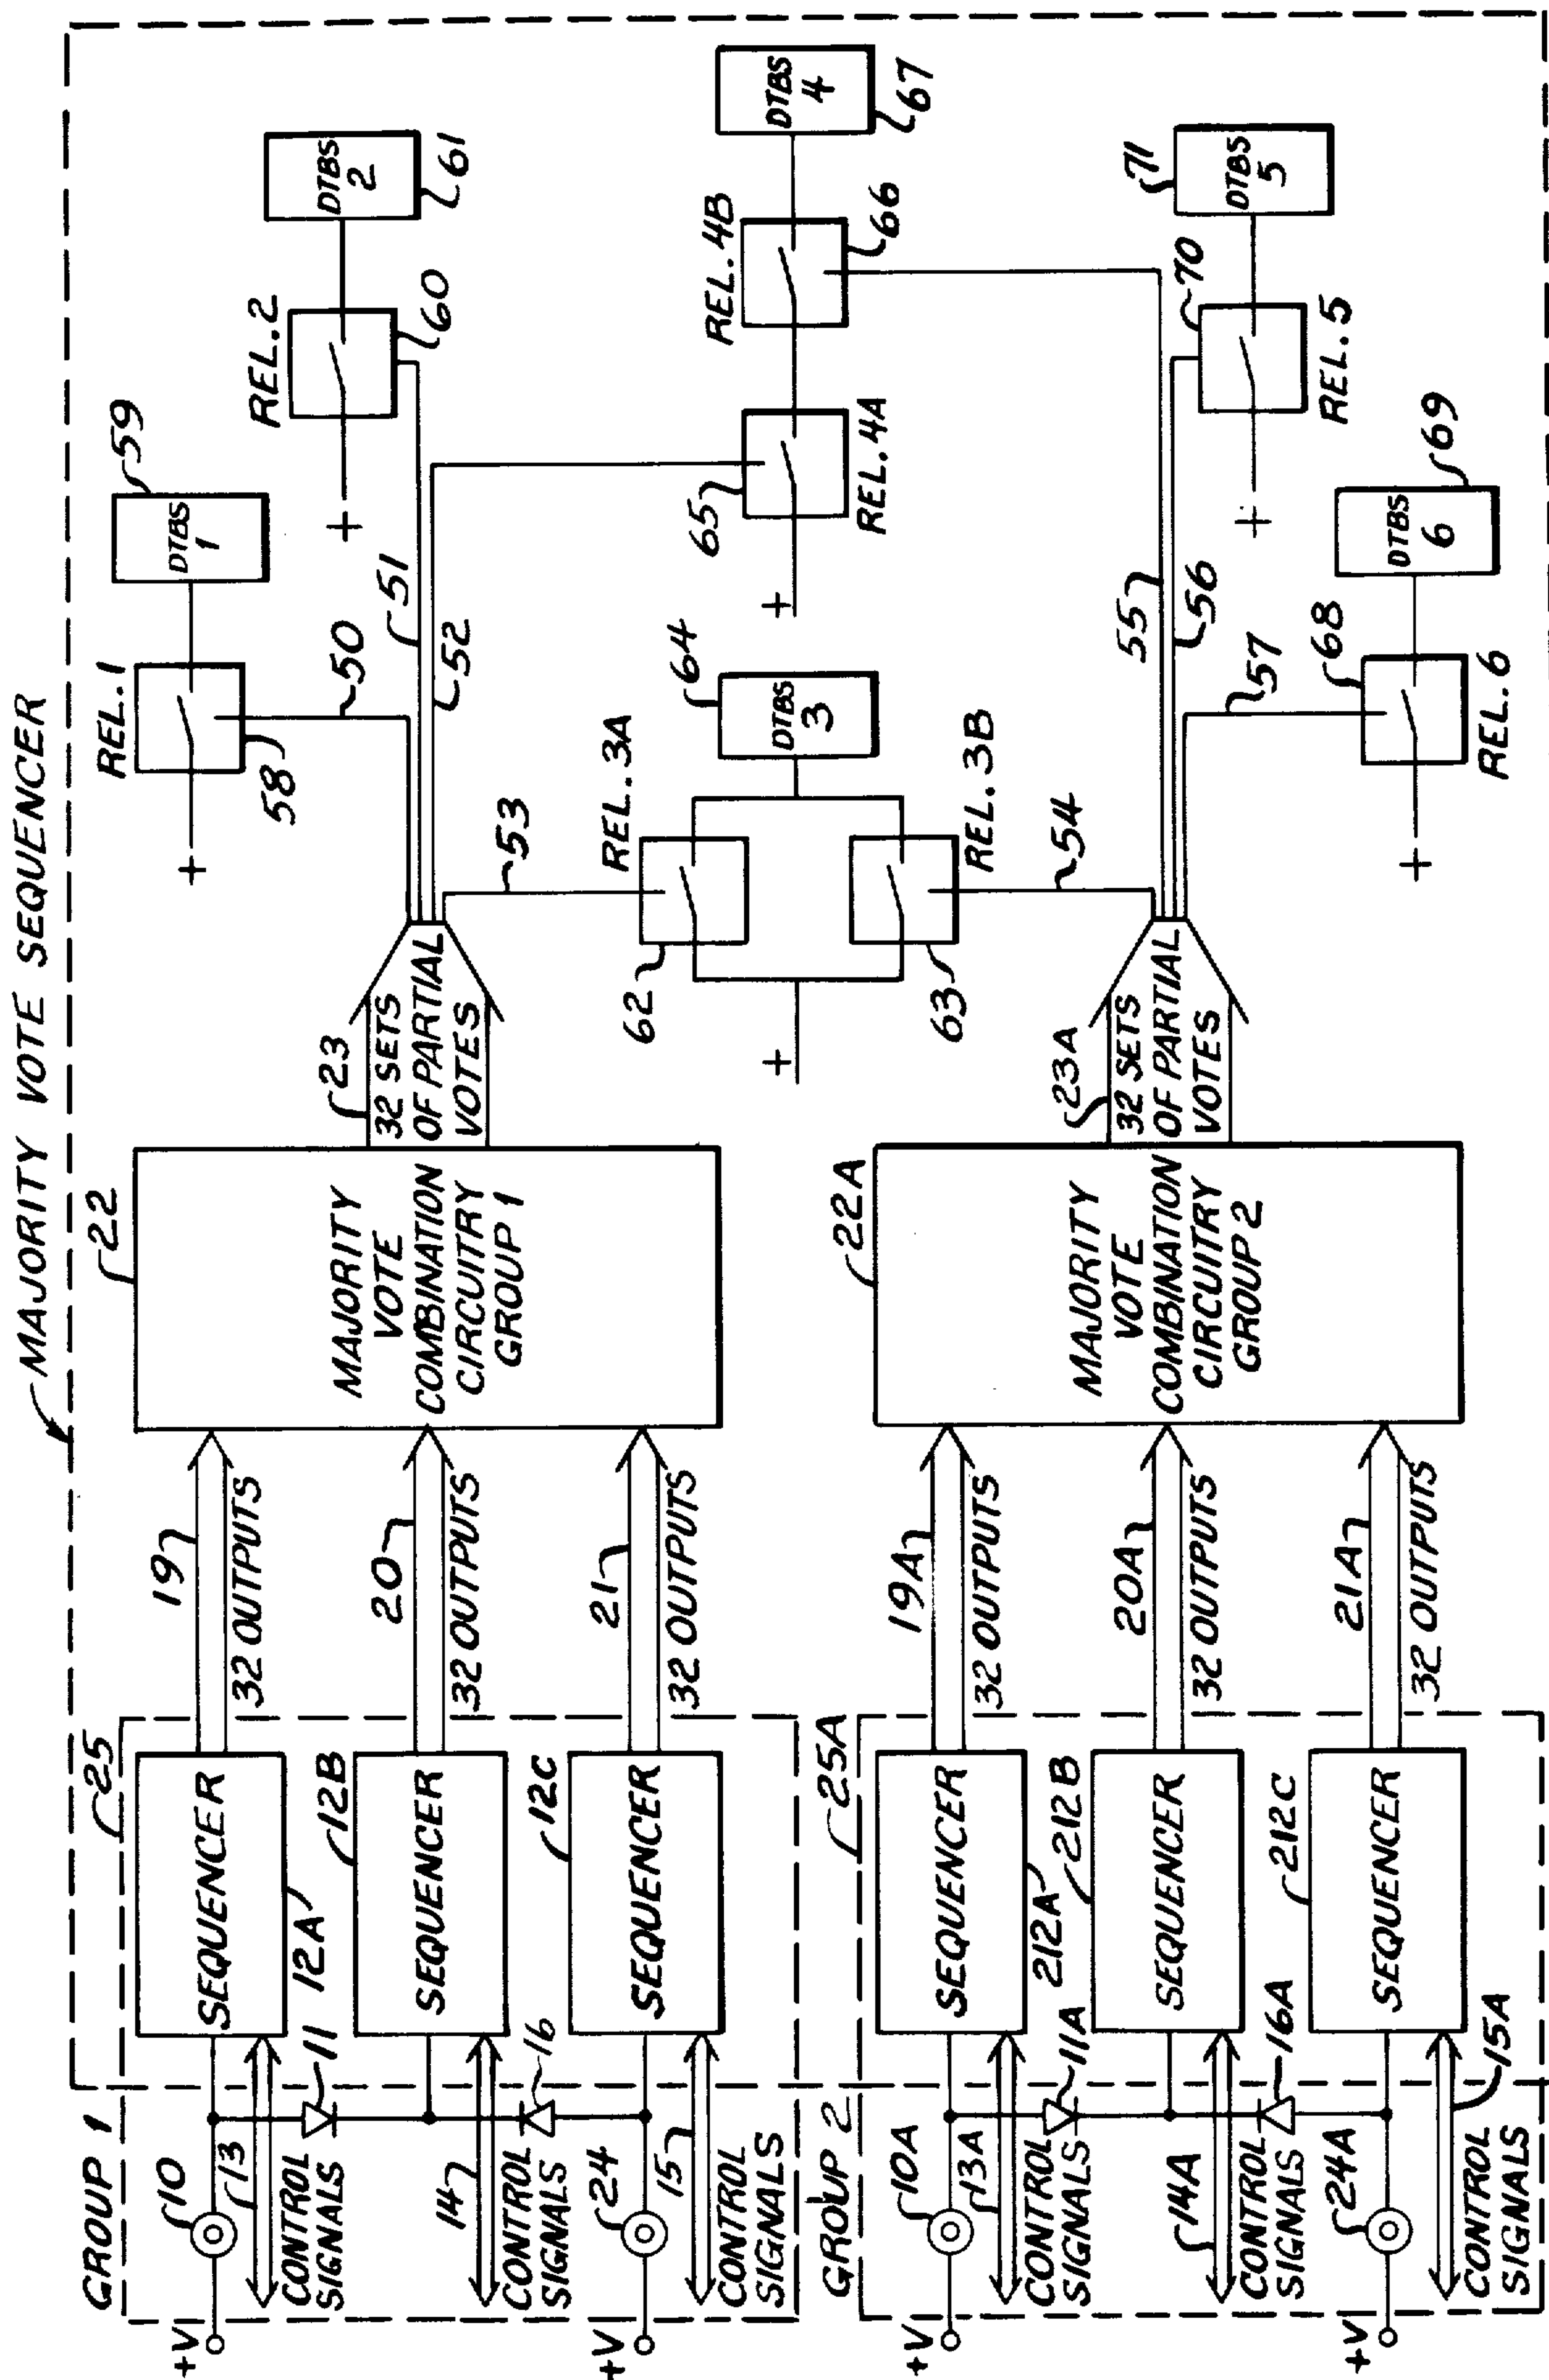 MAJORITY VOTE SEQUENCER
GROUP 1
+V
10
13
CONTROL
SIGNALS
11
12A
SEQUENCER
25
19
32 OUTPUTS
14
CONTROL
SIGNALS
16
12B
SEQUENCER
20
32 OUTPUTS
+V
24
15
CONTROL
SIGNALS
12C
SEQUENCER
21
32 OUTPUTS
22
MAJORITY
VOTE
COMBINATION
CIRCUITRY
GROUP 1
23
32 SETS
OF PARTIAL
VOTES
REL. 1
58
+
50
DTBS
1
59
REL. 2
+
60
DTBS
2
61
51
52
53
REL. 3A
62
+
63
REL. 3B
54
DTBS
3
64
65
+
REL. 4A
REL. 4B
66
DTBS
4
67
GROUP 2
+V
10A
13A
CONTROL
SIGNALS
11A
212A
SEQUENCER
25A
19A
32 OUTPUTS
14A
CONTROL
SIGNALS
16A
212B
SEQUENCER
20A
32 OUTPUTS
+V
24A
15A
CONTROL
SIGNALS
212C
SEQUENCER
21A
32 OUTPUTS
22A
MAJORITY
VOTE
COMBINATION
CIRCUITRY
GROUP 2
23A
32 SETS
OF PARTIAL
VOTES
55
56
57
70
+
REL. 5
DTBS
5
71
68
+
REL. 6
DTBS
6
69